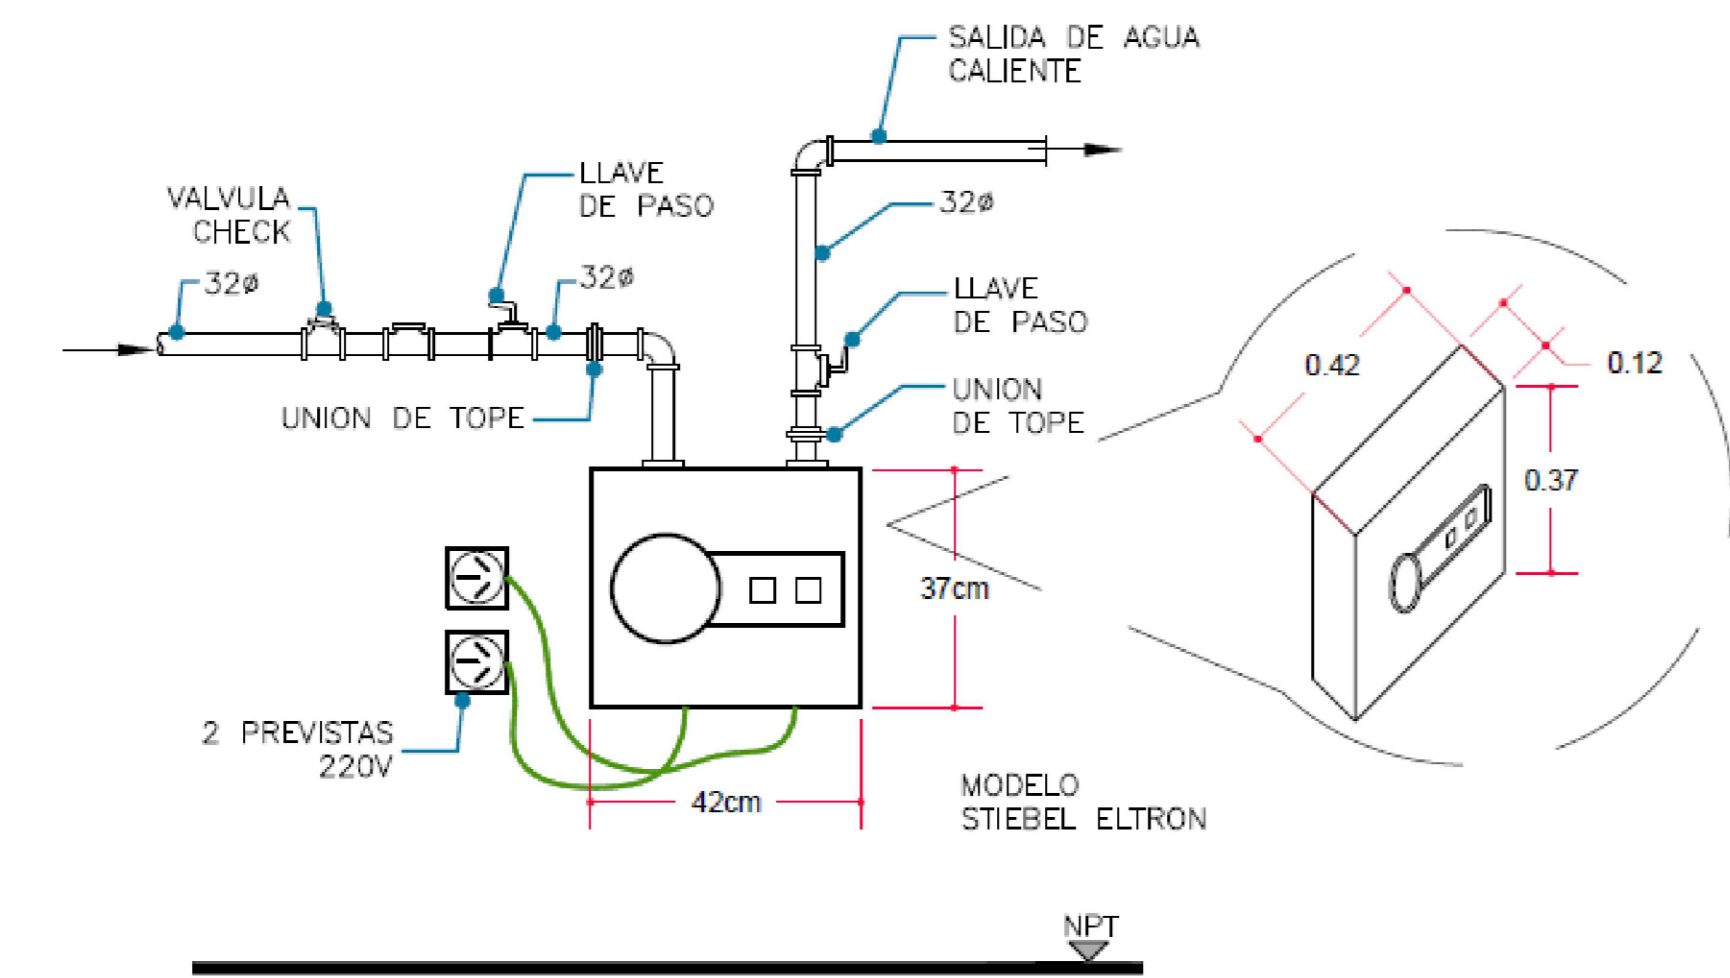 SALIDA DE AGUA
CALIENTE
LLAVE
DE PASO
VALVULA
CHECK
32ø
32ø
32ø
LLAVE
DE PASO
UNION DE TOPE
UNION
DE TOPE
0.42
0.12
0.37
37cm
2 PREVISTAS
220V
42cm
MODELO
STIEBEL ELTRON
NPT